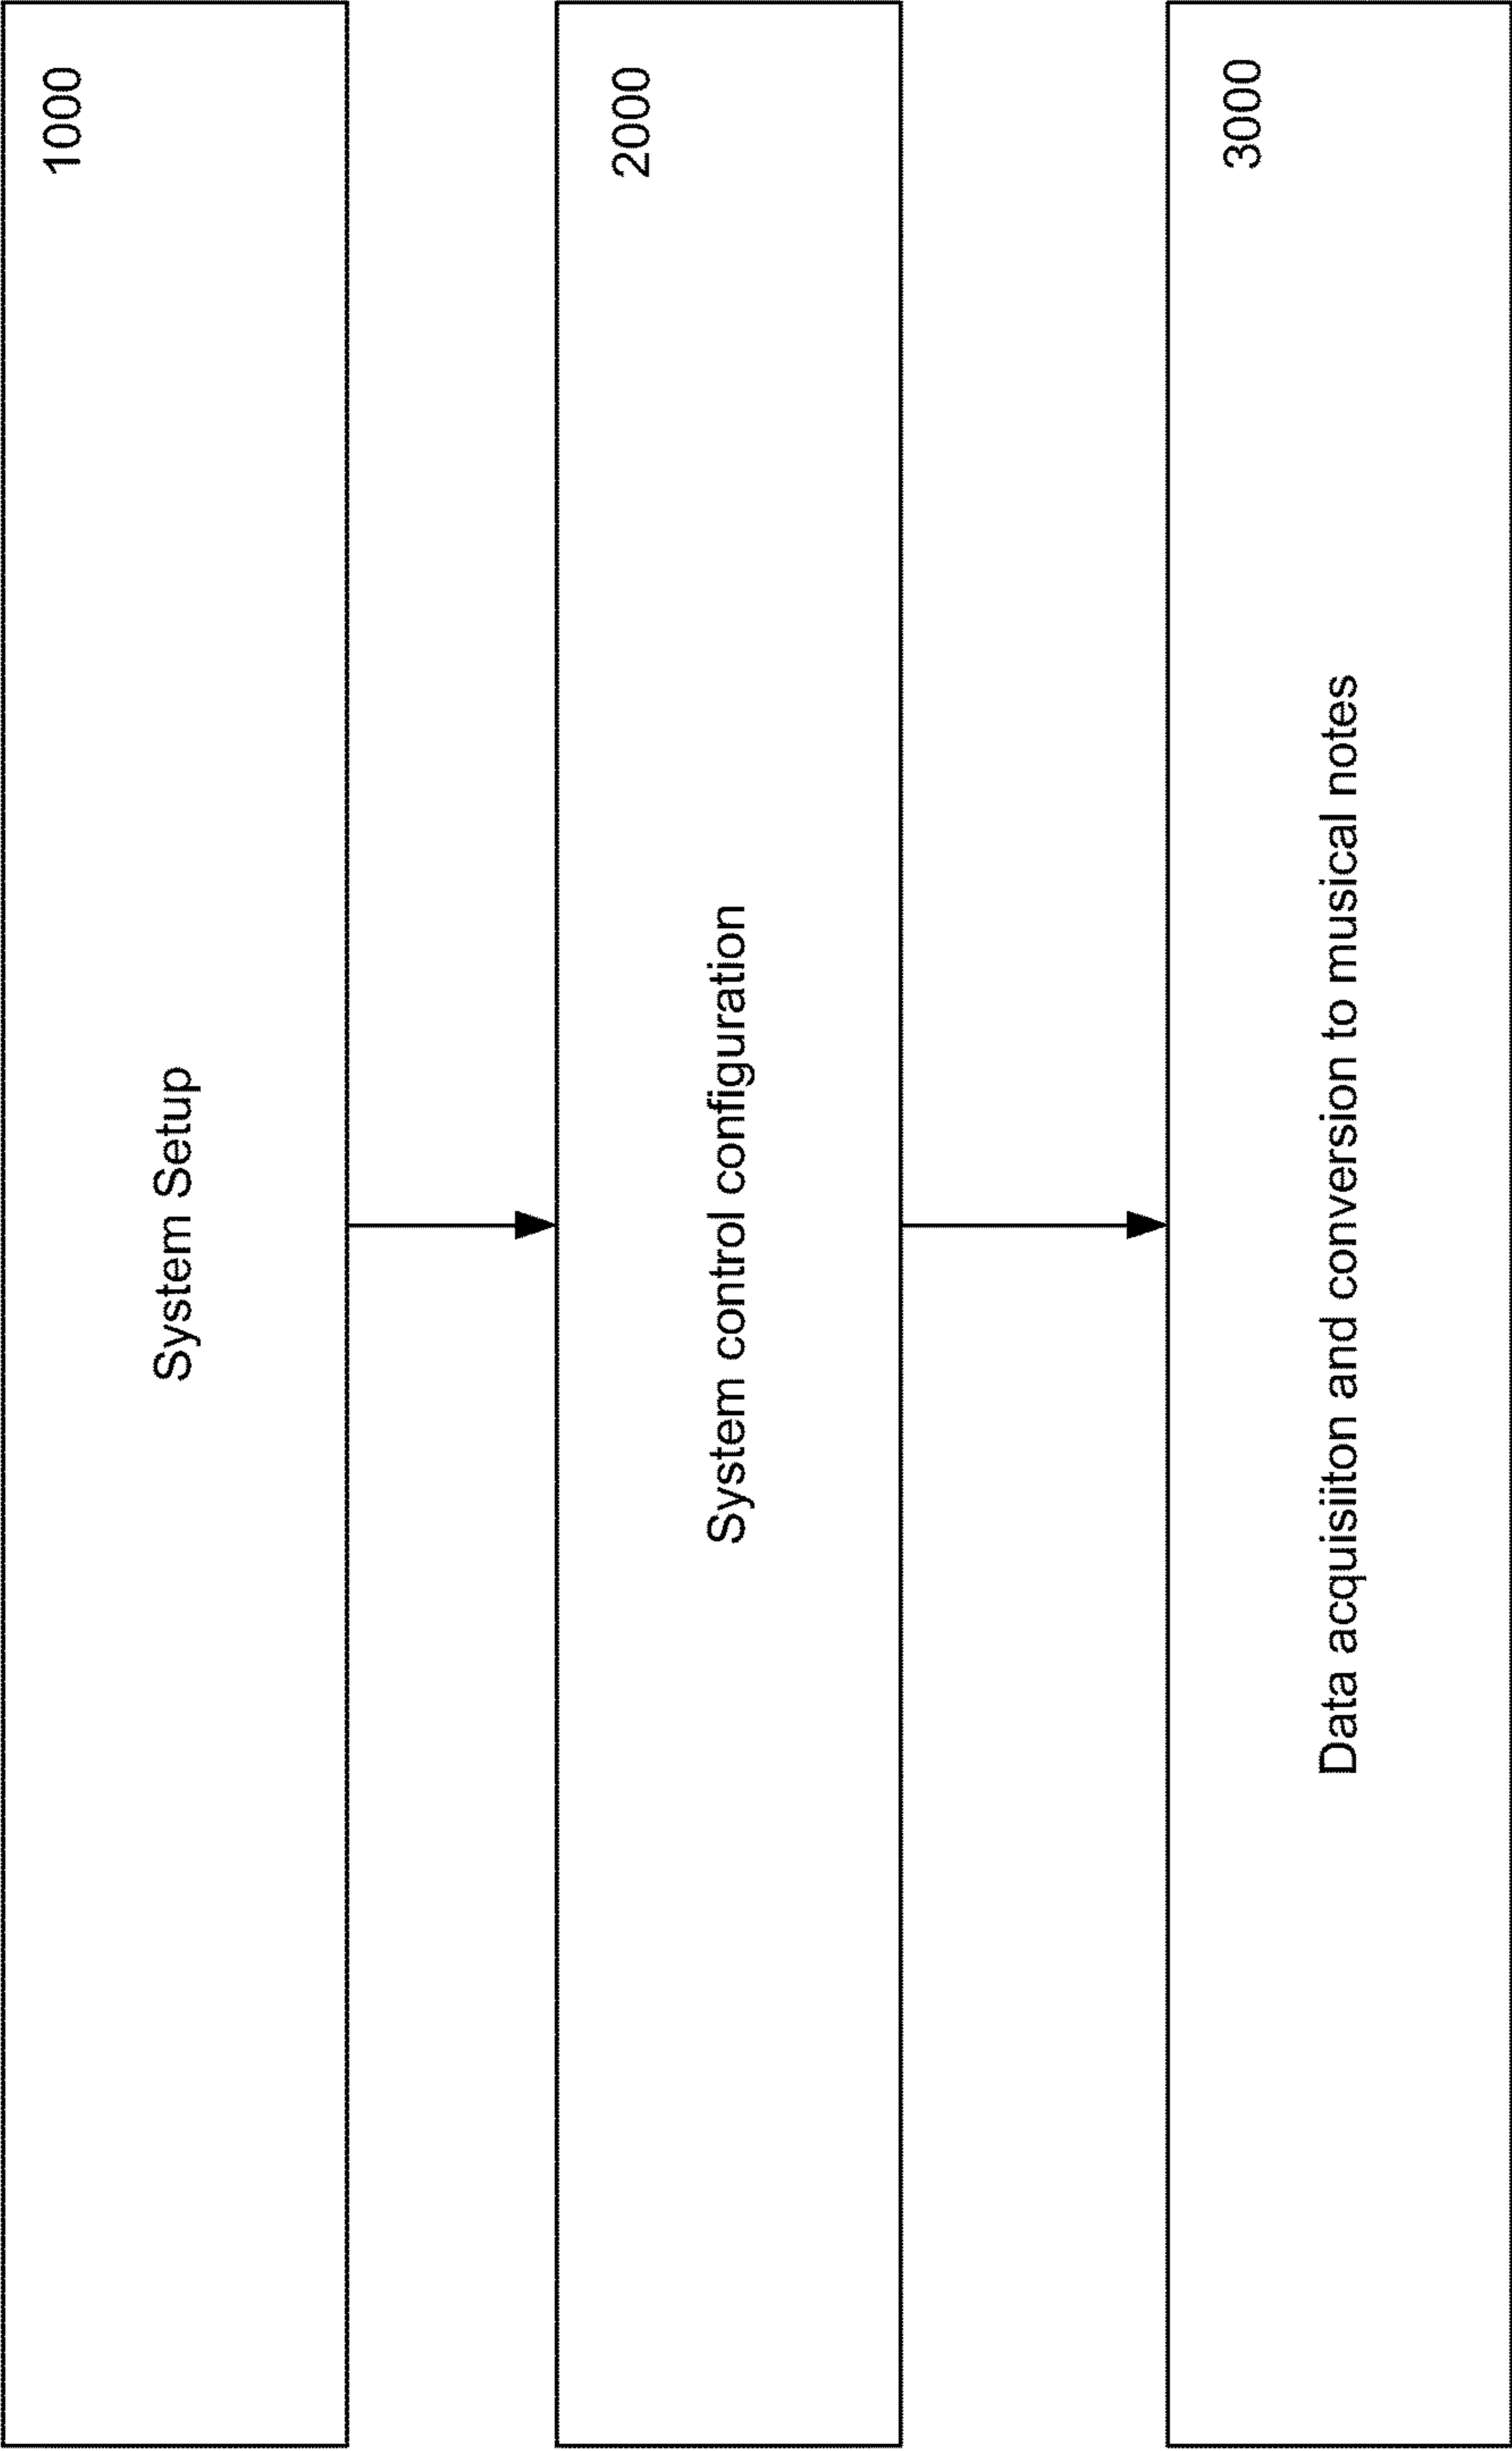 1000
System Setup
2000
System control configuration
3000
Data acquisiiton and conversion to musical notes